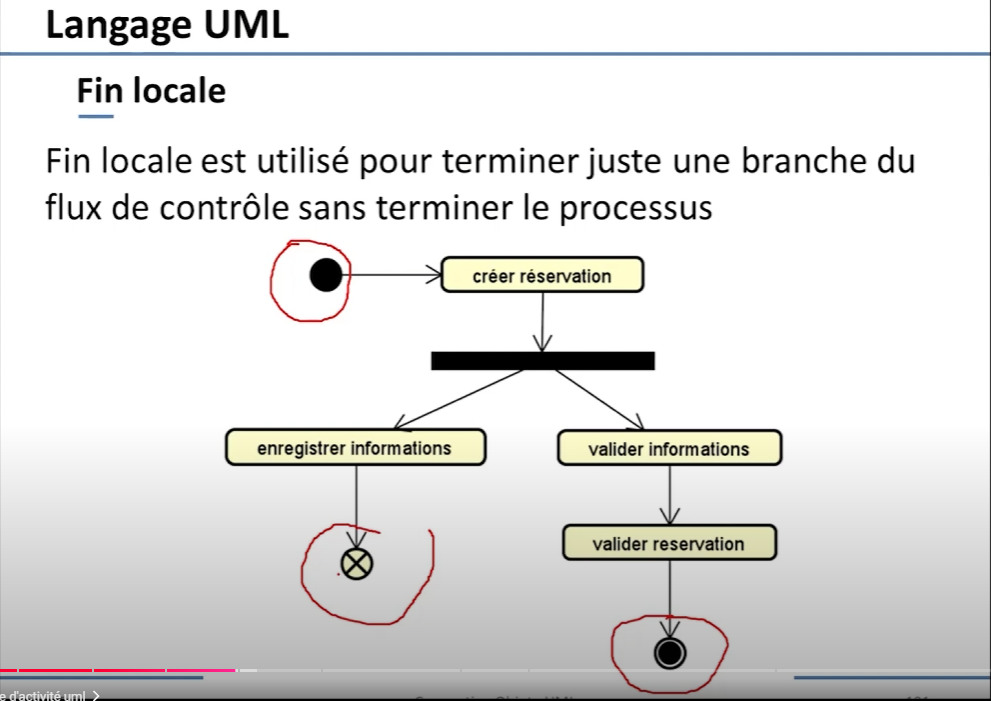 Langage UML
Fin locale
Fin locale est utilisé pour terminer juste une branche du
flux de contrôle sans terminer le processus
créer réservation
enregistrer informations
valider informations
valider reservation
e d'activité uml